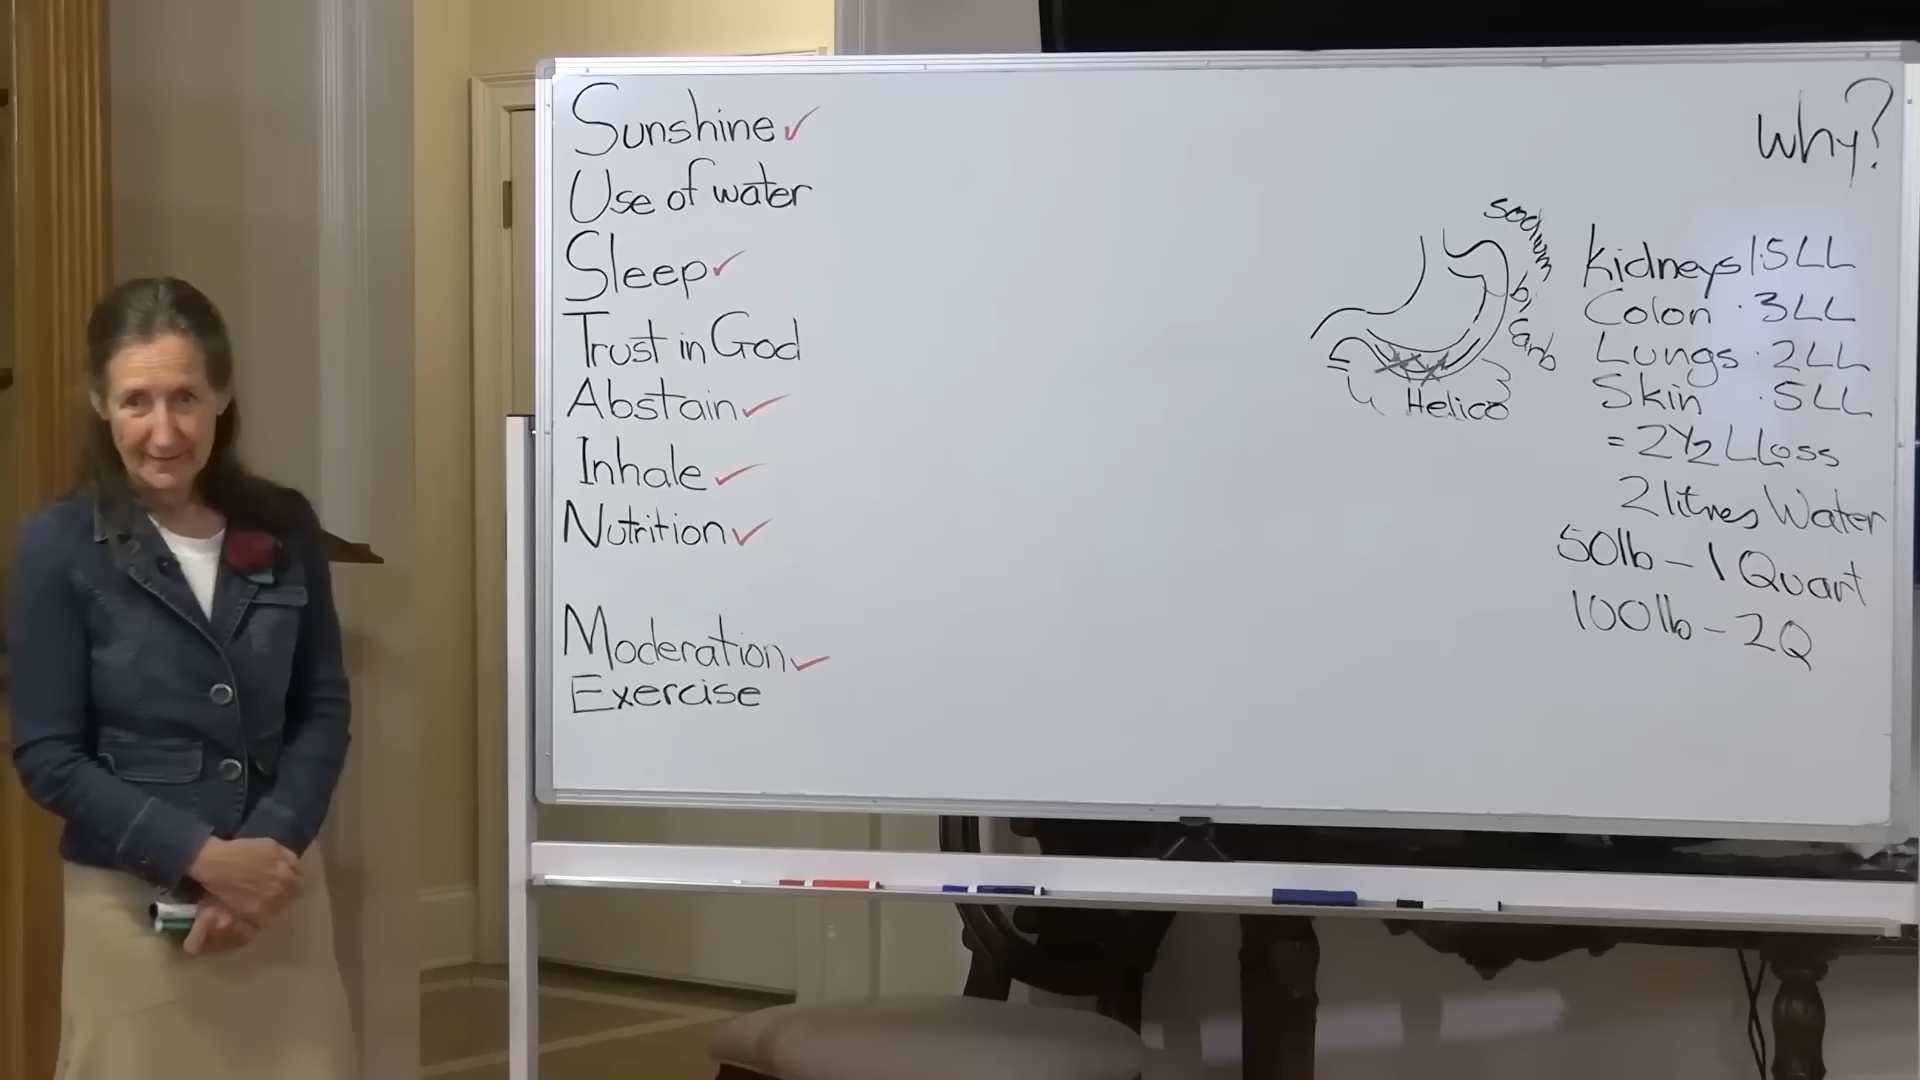 Sunshine✓
Use of water
Sleep✓
Trust in God
Abstain✓
Inhale✓
Nutrition✓
Moderation✓
Exercise
Why?
Sodium
bi
Carb
Helico
Kidneys 1.5LL
Colon .3LL
Lungs .2LL
Skin .5LL
= 2½ L Loss
2 litres Water
50lb – 1 Quart
100lb – 2Q